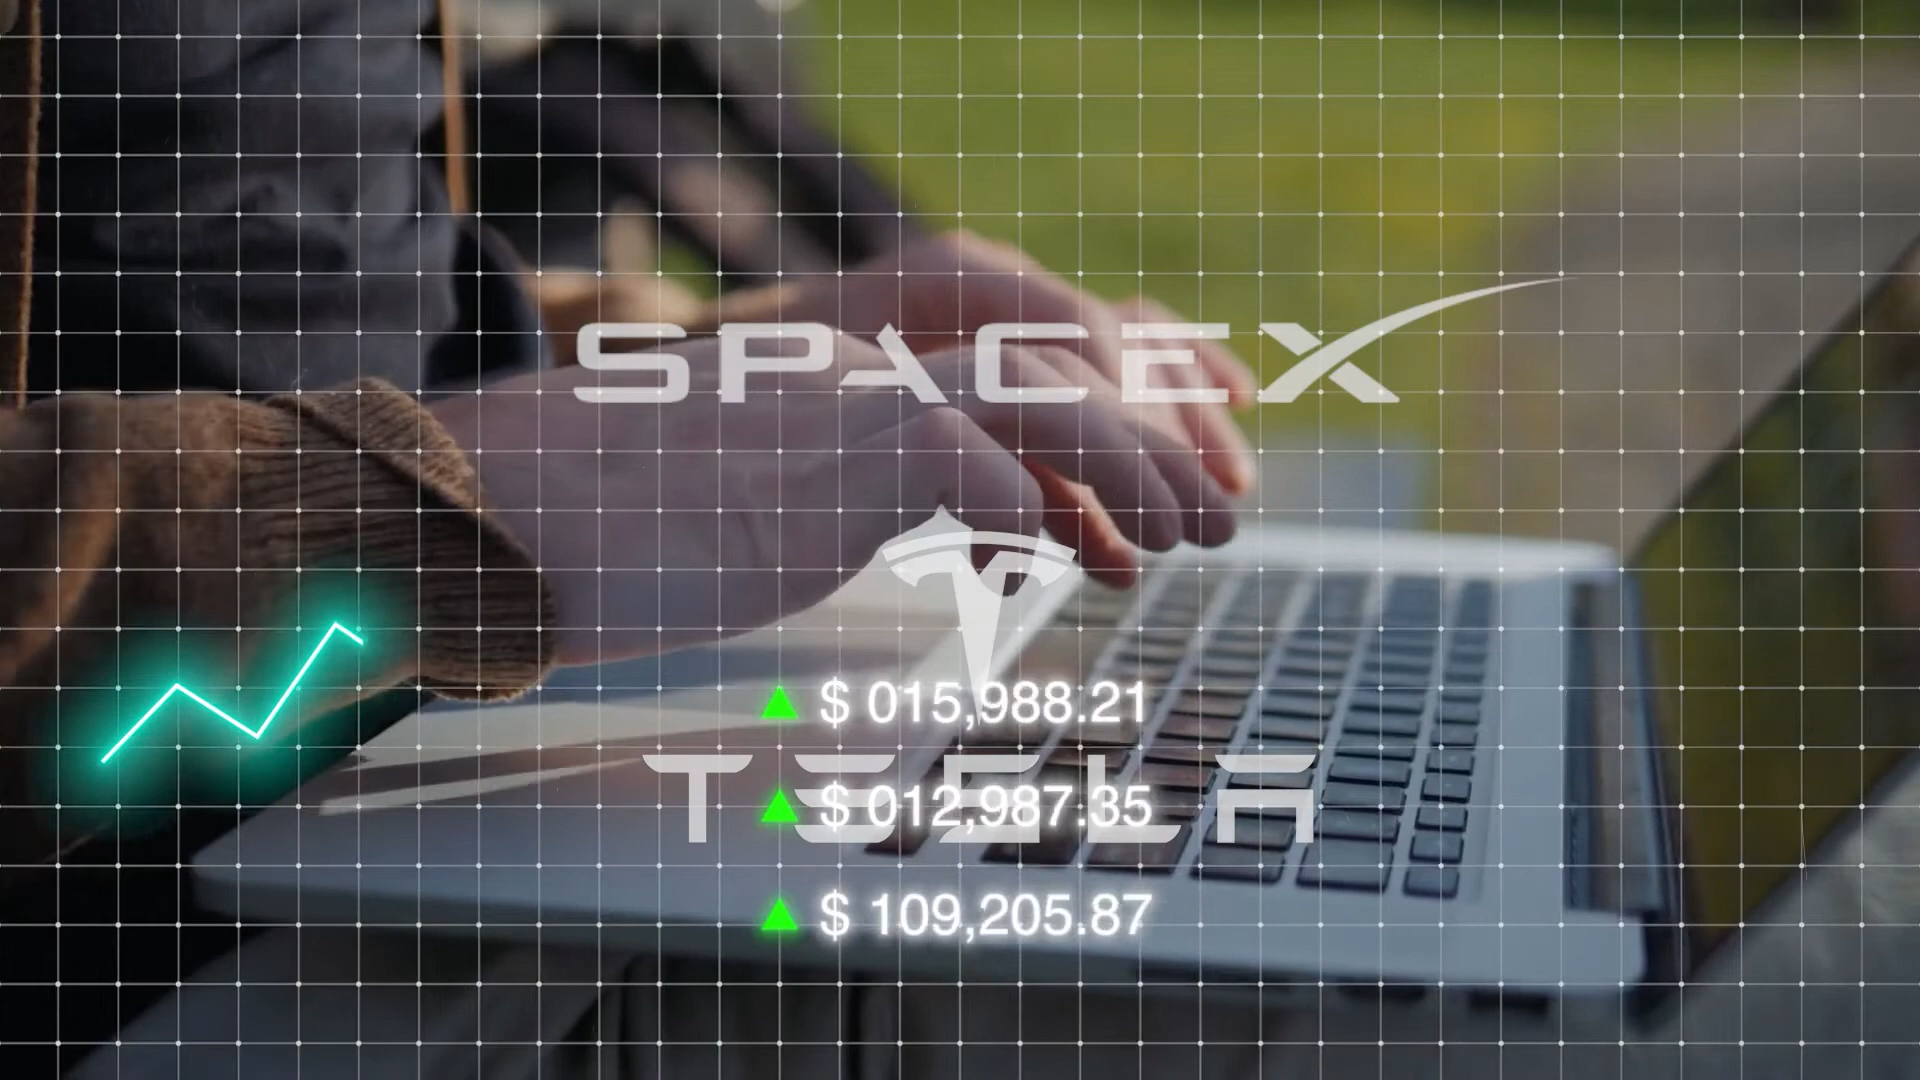 SPACEX
$ 015,988.21
TESLA
$ 012,987.35
$ 109,205.87